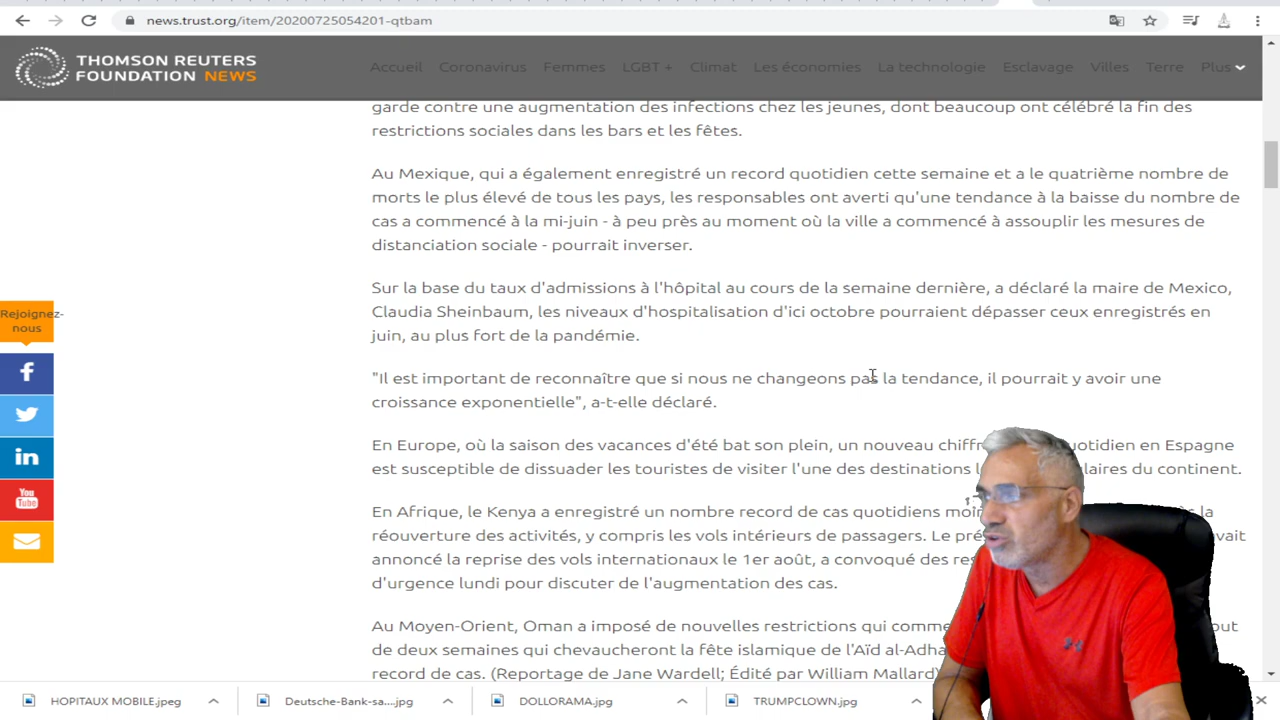 news.trust.org/item/20200725054201-qtbam
THOMSON REUTERS
FOUNDATION NEWS
Accueil Coronavirus Femmes LGBT + Climat Les économies La technologie Esclavage Villes Terre Plus
garde contre une augmentation des infections chez les jeunes, dont beaucoup ont célébré la fin des
restrictions sociales dans les bars et les fêtes.
Au Mexique, qui a également enregistré un record quotidien cette semaine et a le quatrième nombre de
morts le plus élevé de tous les pays, les responsables ont averti qu'une tendance à la baisse du nombre de
cas a commencé à la mi-juin - à peu près au moment où la ville a commencé à assouplir les mesures de
distanciation sociale - pourrait inverser.
Sur la base du taux d'admissions à l'hôpital au cours de la semaine dernière, a déclaré la maire de Mexico,
Claudia Sheinbaum, les niveaux d'hospitalisation d'ici octobre pourraient dépasser ceux enregistrés en
juin, au plus fort de la pandémie.
"Il est important de reconnaître que si nous ne changeons pas la tendance, il pourrait y avoir une
croissance exponentielle", a-t-elle déclaré.
En Europe, où la saison des vacances d'été bat son plein, un nouveau chiffr uotidien en Espagne
est susceptible de dissuader les touristes de visiter l'une des destinations laires du continent.
En Afrique, le Kenya a enregistré un nombre record de cas quotidiens moin la
réouverture des activités, y compris les vols intérieurs de passagers. Le pré avait
annoncé la reprise des vols internationaux le 1er août, a convoqué des res
d'urgence lundi pour discuter de l'augmentation des cas.
Au Moyen-Orient, Oman a imposé de nouvelles restrictions qui comme out
de deux semaines qui chevaucheront la fête islamique de l'Aïd al-Adha
record de cas. (Reportage de Jane Wardell; Édité par William Mallard)
Rejoignez-
nous
You
Tube
HOPITAUX MOBILE.jpeg
Deutsche-Bank-sa....jpg
DOLLORAMA.jpg
TRUMPCLOWN.jpg